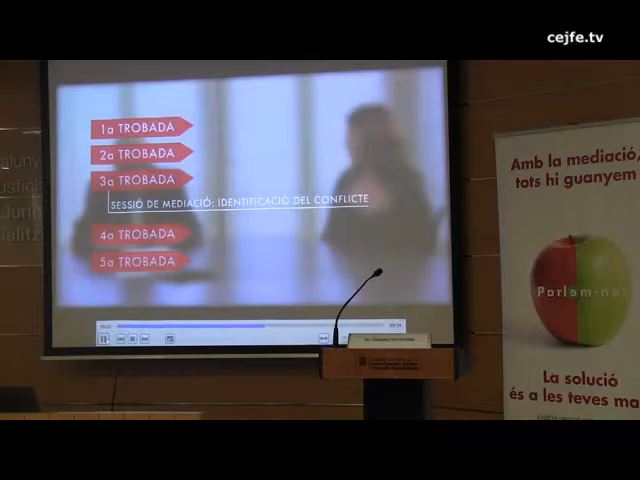 cejfe.tv
1a TROBADA
2a TROBADA
3a TROBADA
SESSIÓ DE MEDIACIÓ: IDENTIFICACIÓ DEL CONFLICTE
4a TROBADA
5a TROBADA
Amb la mediació,
tots hi guanyem
Parlem-ne
La solució
és a les teves ma